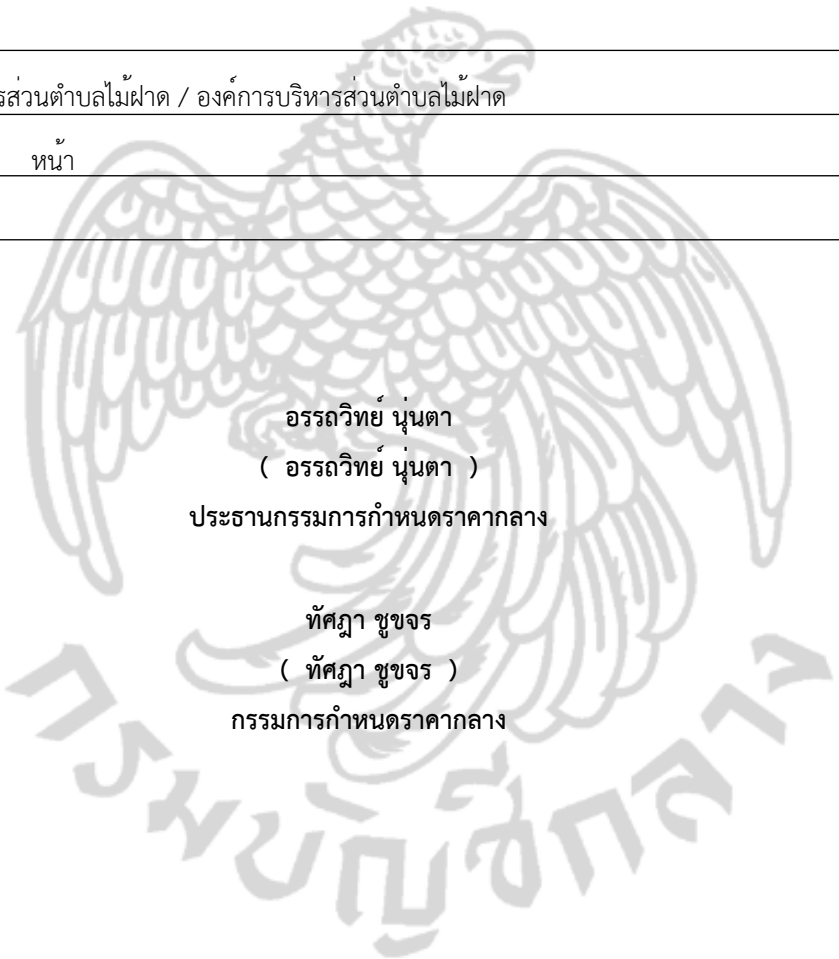 รส่วนตำบลไม้ฝาด / องค์การบริหารส่วนตำบลไม้ฝาด
หน้า
อรรถวิทย์ นุ่นตา
( อรรถวิทย์ นุ่นตา )
ประธานกรรมการกำหนดราคากลาง
ทัศฎา ชูขจร
( ทัศฎา ชูขจร )
กรรมการกำหนดราคากลาง
กรมบัญชีกลาง